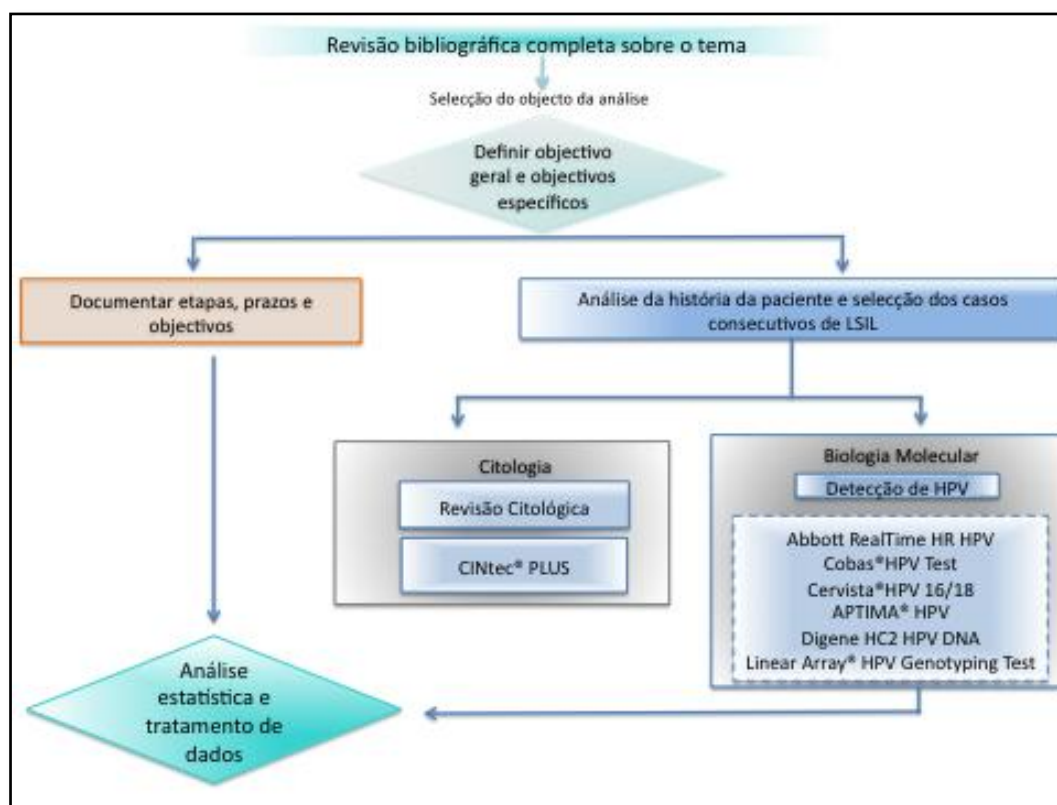 Revisão bibliográfica completa sobre o tema
Selecção do objecto da análise
Definir objectivo
geral e objectivos
específicos
Documentar etapas, prazos e
objectivos
Análise da história da paciente e selecção dos casos
consecutivos de LSIL
Citologia
Revisão Citológica
CINtec® PLUS
Biologia Molecular
Detecção de HPV
Abbott RealTime HR HPV
Cobas®HPV Test
Cervista®HPV 16/18
APTIMA® HPV
Digene HC2 HPV DNA
Linear Array® HPV Genotyping Test
Análise
estatística e
tratamento de
dados